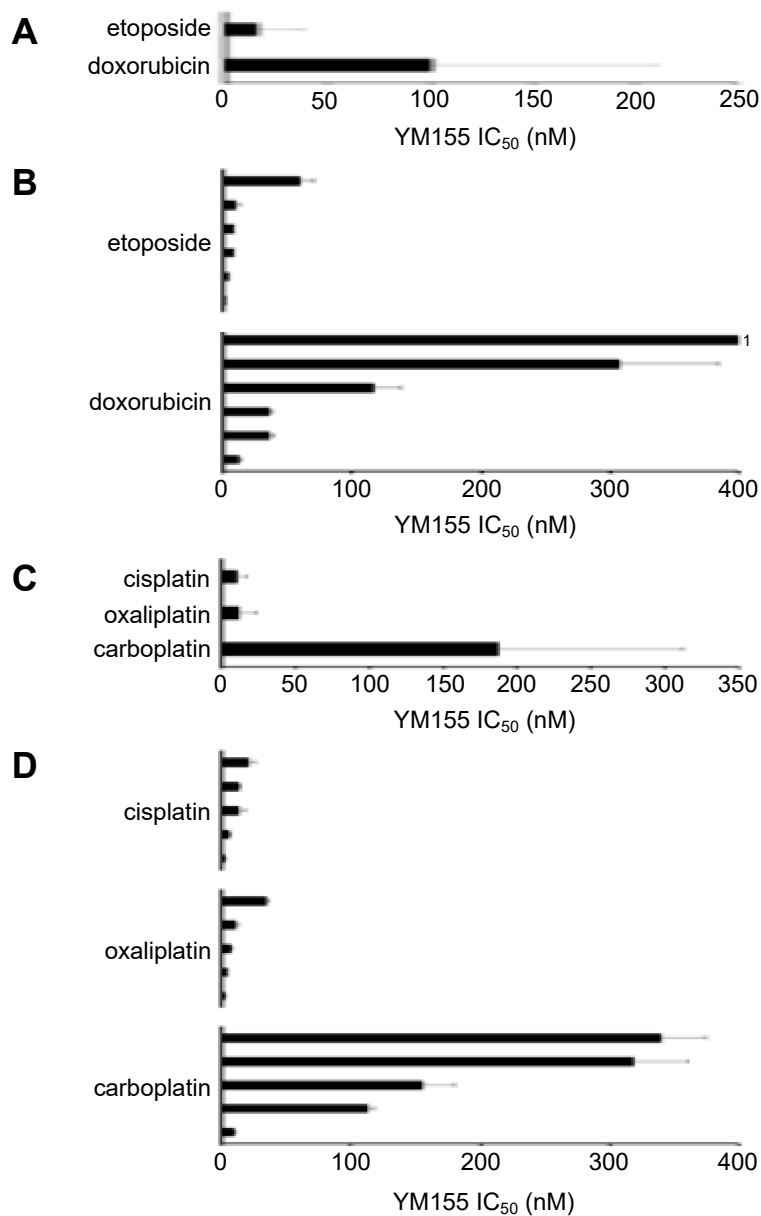 A
etoposide
doxorubicin
0 50 100 150 200 250
YM155 IC₅₀ (nM)
B
etoposide
1
doxorubicin
0 100 200 300 400
YM155 IC₅₀ (nM)
C
cisplatin
oxaliplatin
carboplatin
0 50 100 150 200 250 300 350
YM155 IC₅₀ (nM)
D
cisplatin
oxaliplatin
carboplatin
0 100 200 300 400
YM155 IC₅₀ (nM)